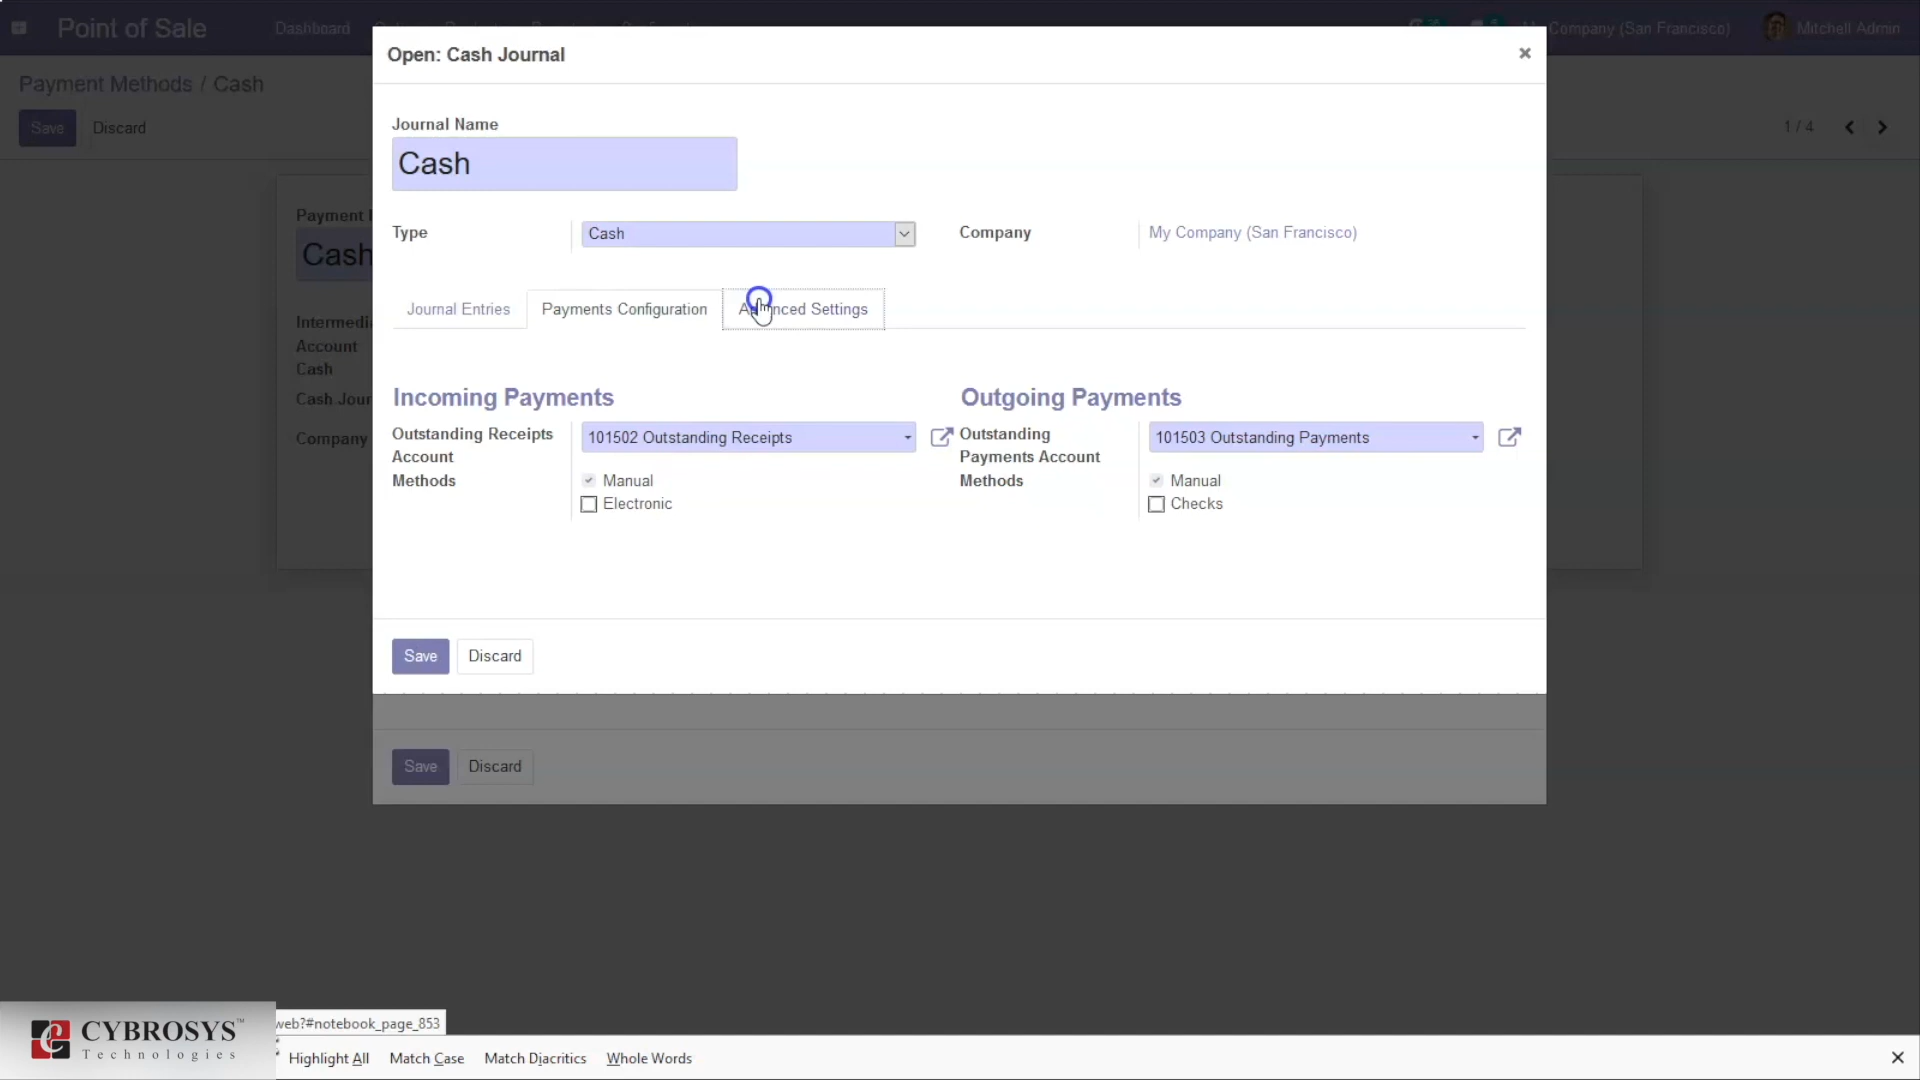 Point of Sale Dashboard
Company (San Francisco) Mitchell Admin
Open: Cash Journal
Payment Methods / Cash
Save Discard
1 / 4
Journal Name
Cash
Type Cash
Company My Company (San Francisco)
Payment
Cash
Journal Entries Payments Configuration Settings
Account
Cash
Cash Jour
Company
Incoming Payments
Outstanding Receipts Account 101502 Outstanding Receipts
Methods Manual
Electronic
Outgoing Payments
Outstanding Payments Account 101503 Outstanding Payments
Methods Manual
Checks
Save Discard
Save Discard
CYBROSYS™
Technologies
web?#notebook_page_853
Highlight All Match Case Match Diacritics Whole Words